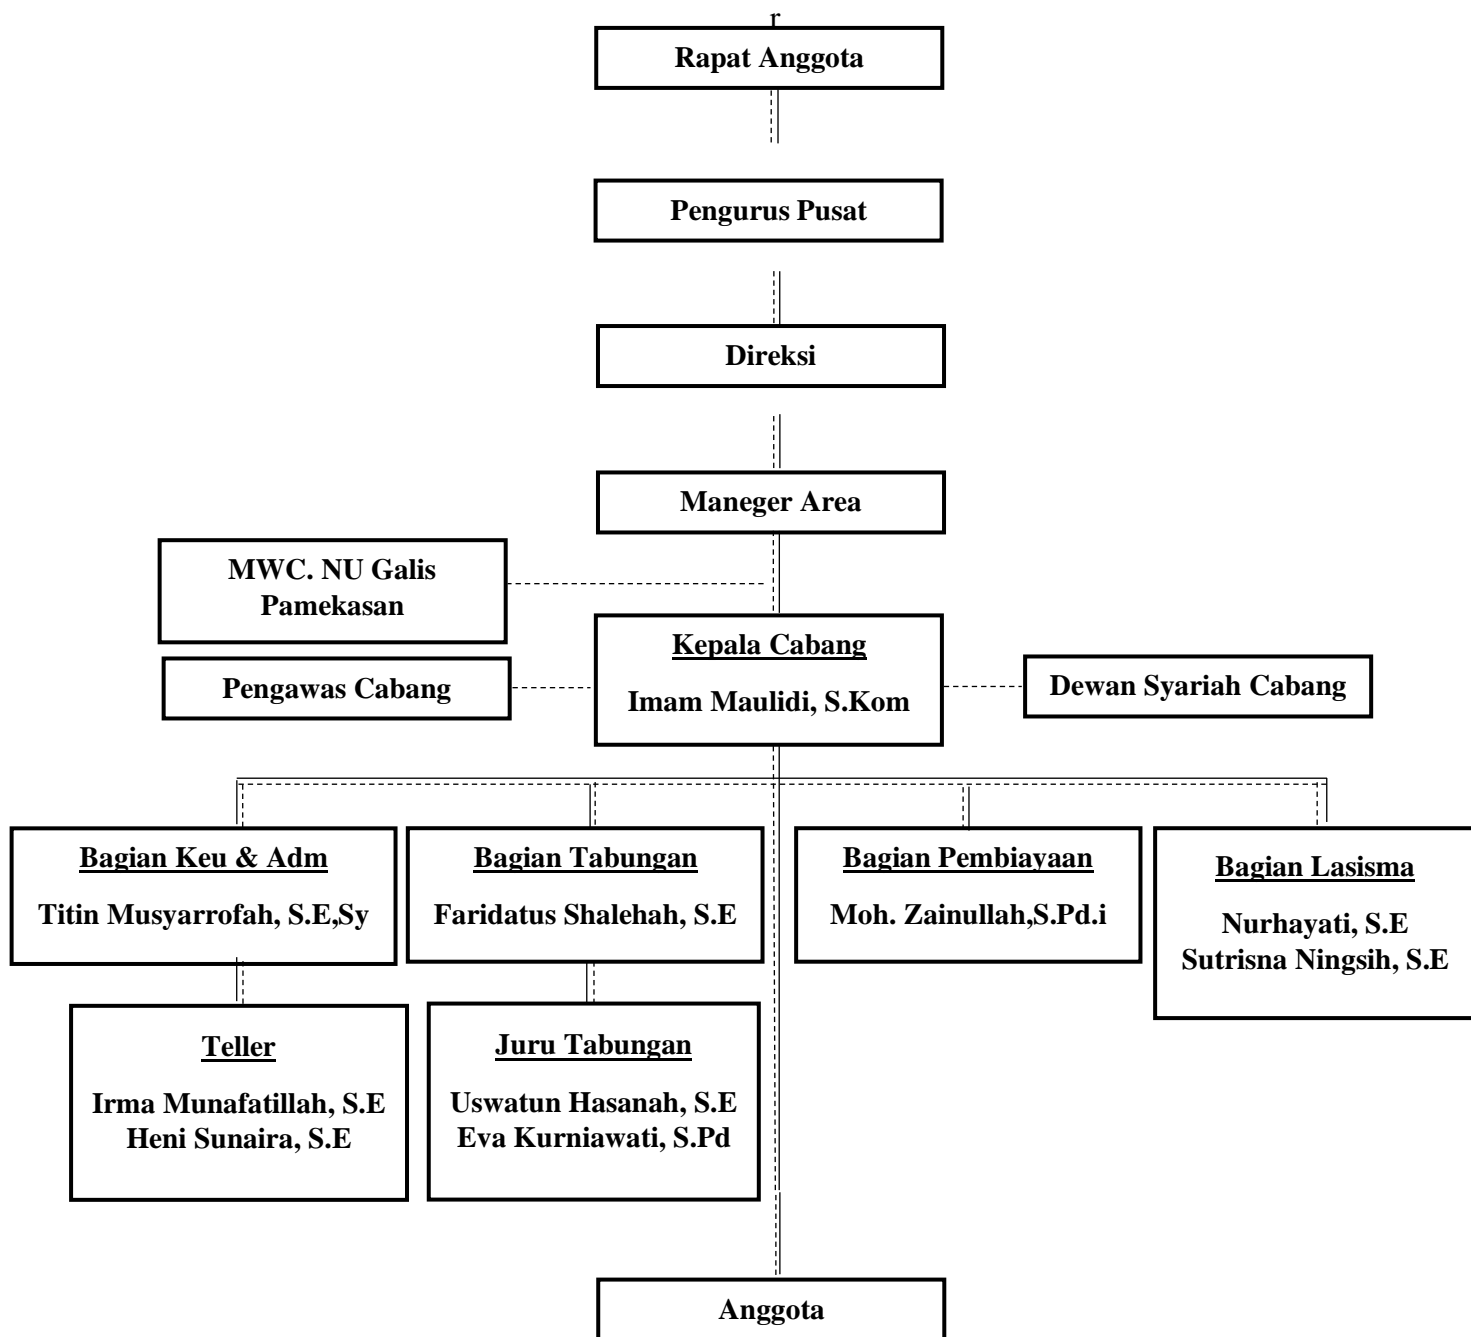 r
Rapat Anggota
Pengurus Pusat
Direksi
Maneger Area
MWC. NU Galis
Pamekasan
Kepala Cabang
Imam Maulidi, S.Kom
Pengawas Cabang
Dewan Syariah Cabang
Bagian Keu & Adm
Titin Musyarrofah, S.E,Sy
Bagian Tabungan
Faridatus Shalehah, S.E
Bagian Pembiayaan
Moh. Zainullah,S.Pd.i
Bagian Lasisma
Nurhayati, S.E
Sutrisna Ningsih, S.E
Teller
Irma Munafatillah, S.E
Heni Sunaira, S.E
Juru Tabungan
Uswatun Hasanah, S.E
Eva Kurniawati, S.Pd
Anggota